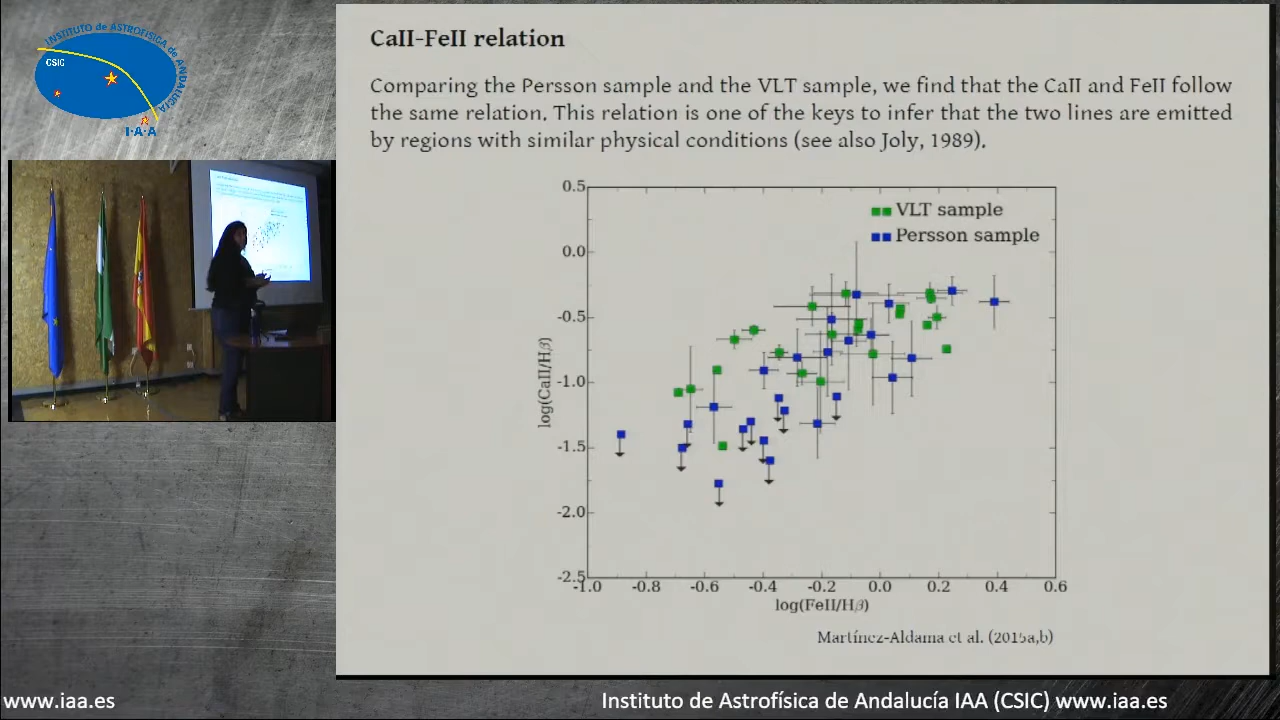 INSTITUTO de ASTROFÍSICA de ANDALUCÍA
CSIC
I·A·A
CaII-FeII relation
Comparing the Persson sample and the VLT sample, we find that the CaII and FeII follow
the same relation. This relation is one of the keys to infer that the two lines are emitted
by regions with similar physical conditions (see also Joly, 1989).
VLT sample
Persson sample
0.5
0.0
-0.5
-1.0
-1.5
-2.0
-2.5
log(CaII/Hβ)
-1.0 -0.8 -0.6 -0.4 -0.2 0.0 0.2 0.4 0.6
log(FeII/Hβ)
Martínez-Aldama et al. (2015a,b)
www.iaa.es
Instituto de Astrofísica de Andalucía IAA (CSIC) www.iaa.es